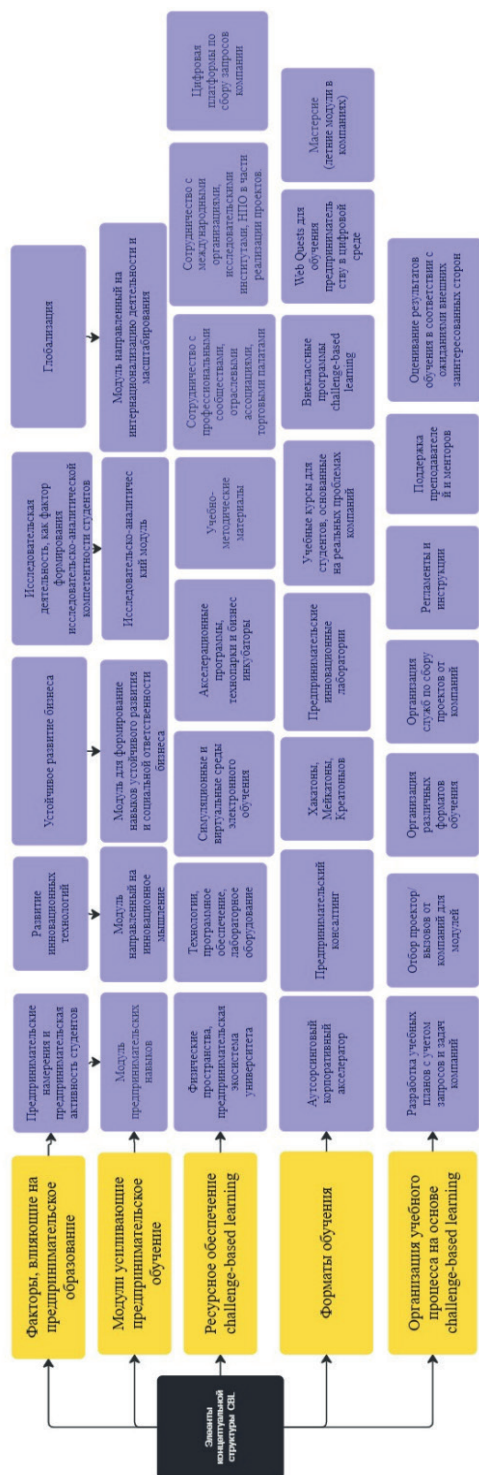 Элементы
концептуальной
структуры CBL
Факторы, влияющие на
предпринимательское
образование
Предпринимательские
намерения и
предпринимательская
активность студентов
Развитие
инновационных
технологий
Устойчивое развитие бизнеса
Исследовательская
деятельность, как фактор
формирования
исследовательско-аналитической
компетентности студентов
Глобализация
Модули усиливающие
предпринимательское
обучение
Модуль
предпринимательских
навыков
Модуль
направленный на
инновационное
мышление
Модуль для формирование
навыков устойчивого развития
и социальной ответственности
бизнеса
Исследовательско-аналитичес
кий модуль
Модуль направленный на
интернационализацию деятельности и
масштабирования
Ресурсное обеспечение
challenge-based learning
Физические
пространства,
предпринимательская
экосистема
университета
Технологии,
программное
обеспечение,
лабораторное
оборудование
Симуляционные и
виртуальные среды
электронного
обучения
Акселерационные
программы,
технопарки и бизнес
инкубаторы
Учебно-
методические
материалы
Сотрудничество с
профессиональными
сообществами,
отраслевыми
ассоциациями,
торговыми палатами
Сотрудничество с
международными
организациями,
исследовательскими
институтами, НПО в части
реализации проектов.
Цифровая
платформы по
сбору запросов
компании
Форматы обучения
Аутсорсинговый
корпоративный
акселератор
Предпринимательский
консалтинг
Хакатоны,
Мейкатоны,
Креатоныов
Предпринимательские
инновационные
лаборатории
Учебные курсы для
студентов, основанные
на реальных проблемах
компаний
Внеклассные
программы
challenge-based
learning
Web Quests для
обучения
предприниматель
ству в цифровой
среде
Мастерсие
(летние модули в
компаниях)
Организация учебного
процесса на основе
challenge-based learning
Разработка учебных
планов с учетом
запросов и задач
компаний
Отбор проектор/
вызовов от
компаний для
модулей
Организация
различных
форматов
обучения
Организация
служб по сбору
проектов от
компаний
Регламенты и
инструкции
Поддержка
преподавателе
й и менторов
Оценивание результатов
обучения в соответствии с
ожиданиями внешних
заинтересованных сторон